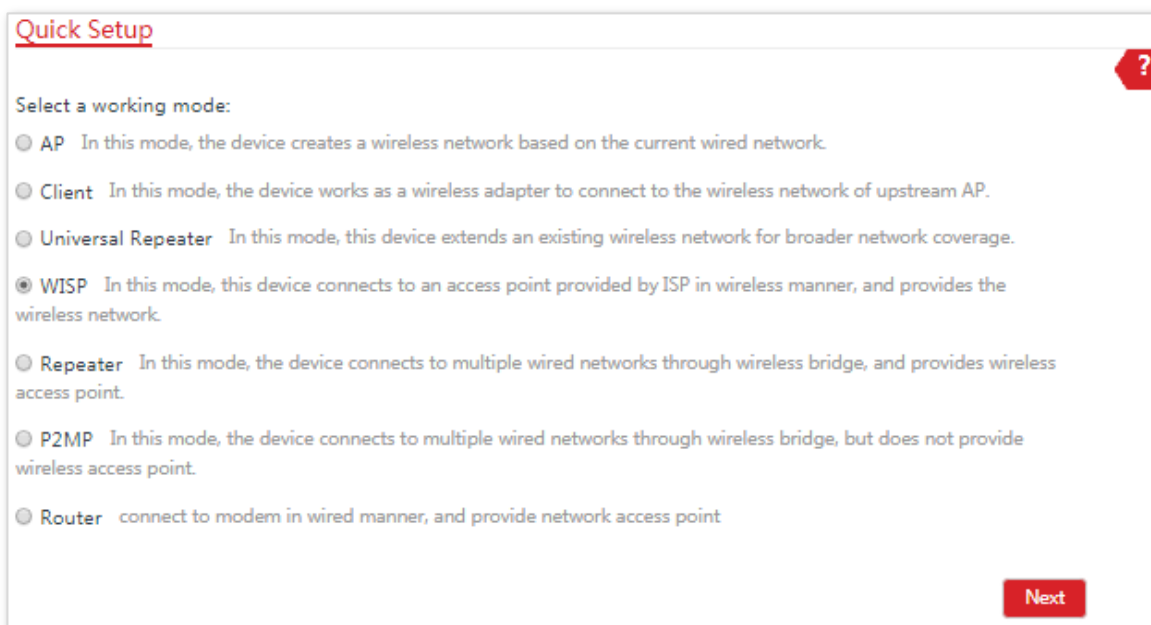 Quick Setup
?
Select a working mode:
AP In this mode, the device creates a wireless network based on the current wired network.
Client In this mode, the device works as a wireless adapter to connect to the wireless network of upstream AP.
Universal Repeater In this mode, this device extends an existing wireless network for broader network coverage.
WISP In this mode, this device connects to an access point provided by ISP in wireless manner, and provides the
wireless network.
Repeater In this mode, the device connects to multiple wired networks through wireless bridge, and provides wireless
access point.
P2MP In this mode, the device connects to multiple wired networks through wireless bridge, but does not provide
wireless access point.
Router connect to modem in wired manner, and provide network access point
Next